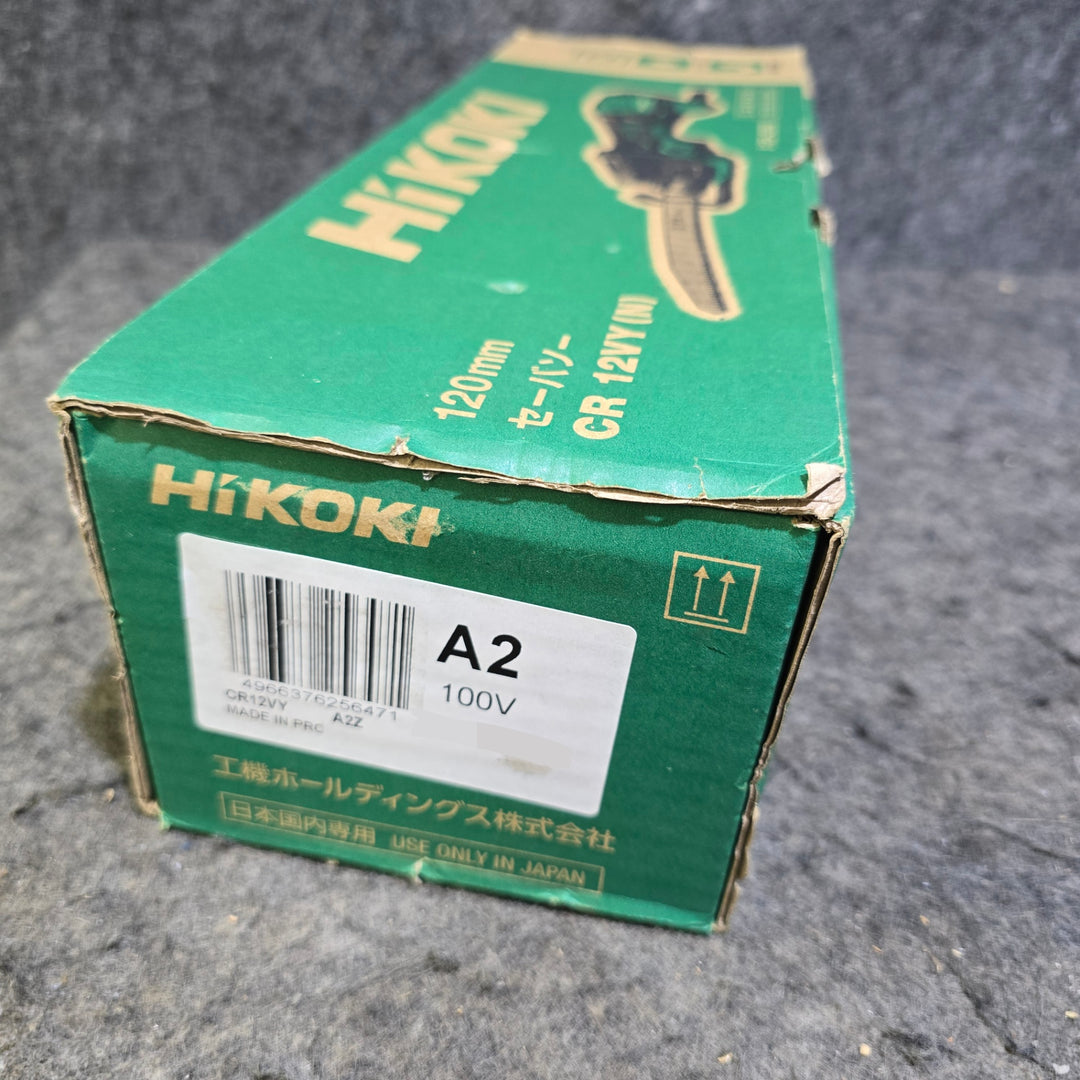 HiKOKI
120mm
セーバソー
CR 12VY(N)
HiKOKI
A2
100V
4966376256471
CR12VY A2Z
MADE IN PRC
工機ホールディングス株式会社
日本国内専用 USE ONLY IN JAPAN